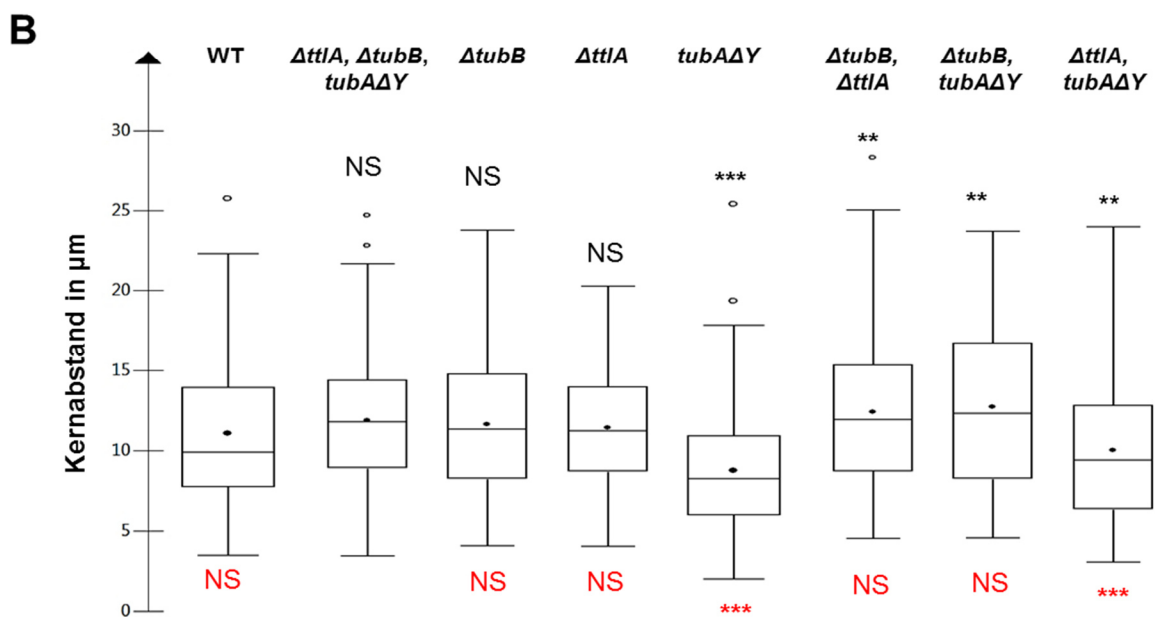 B
WT
ΔttlA, ΔtubB,
tubAΔY
ΔtubB
ΔttlA
tubAΔY
ΔtubB,
ΔttlA
ΔtubB,
tubAΔY
ΔttlA,
tubAΔY
Kernabstand in µm
30
25
20
15
10
5
0
NS
NS
NS
***
**
**
**
NS
NS
NS
***
NS
NS
***